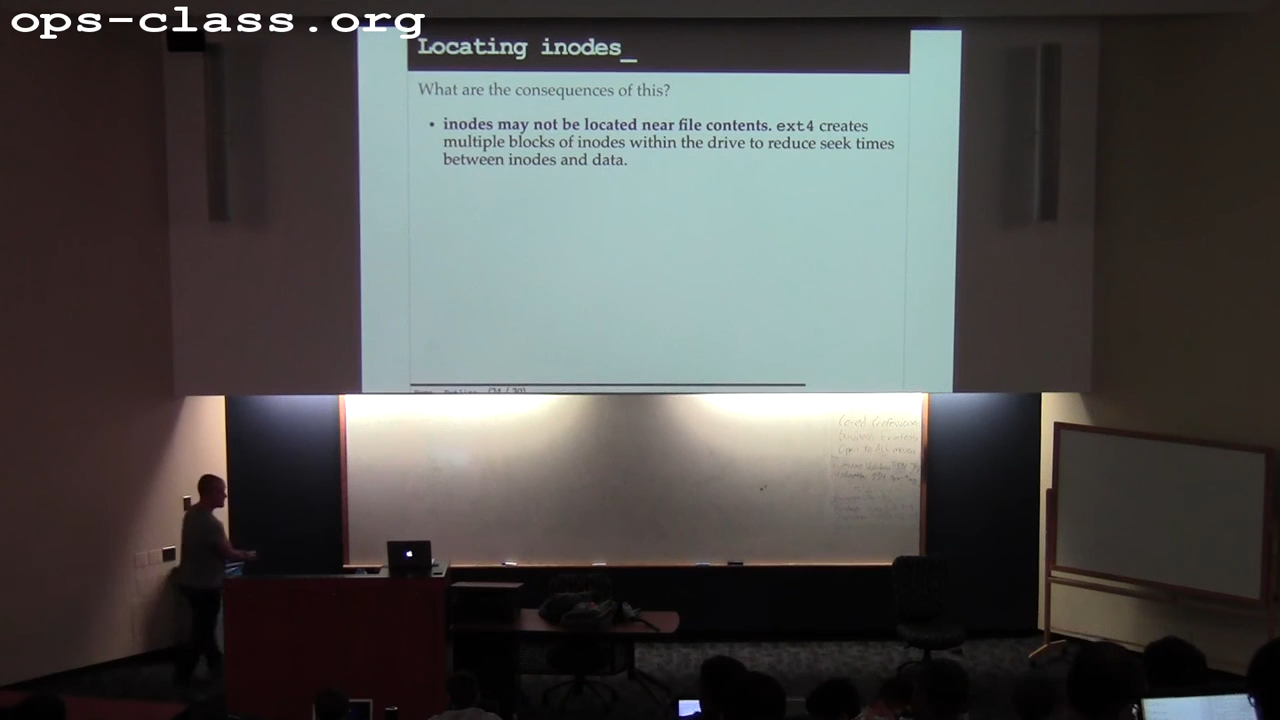 ops-class.org
Locating inodes_
What are the consequences of this?
• inodes may not be located near file contents. ext4 creates
multiple blocks of inodes within the drive to reduce seek times
between inodes and data.